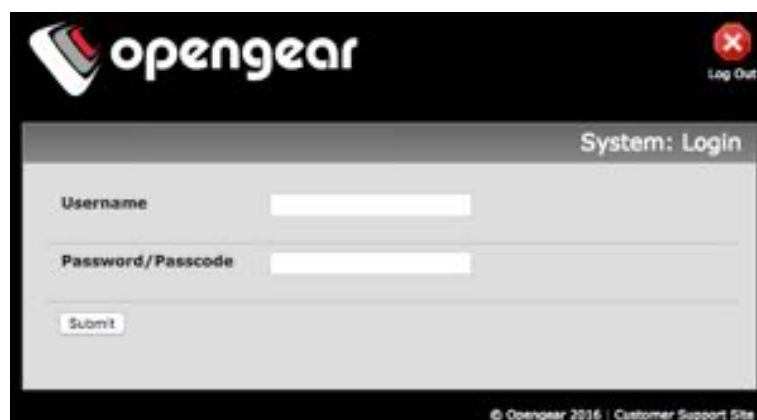 opengear
Log Out
System: Login
Username
Password/Passcode
Submit
© Opengear 2016 | Customer Support Site